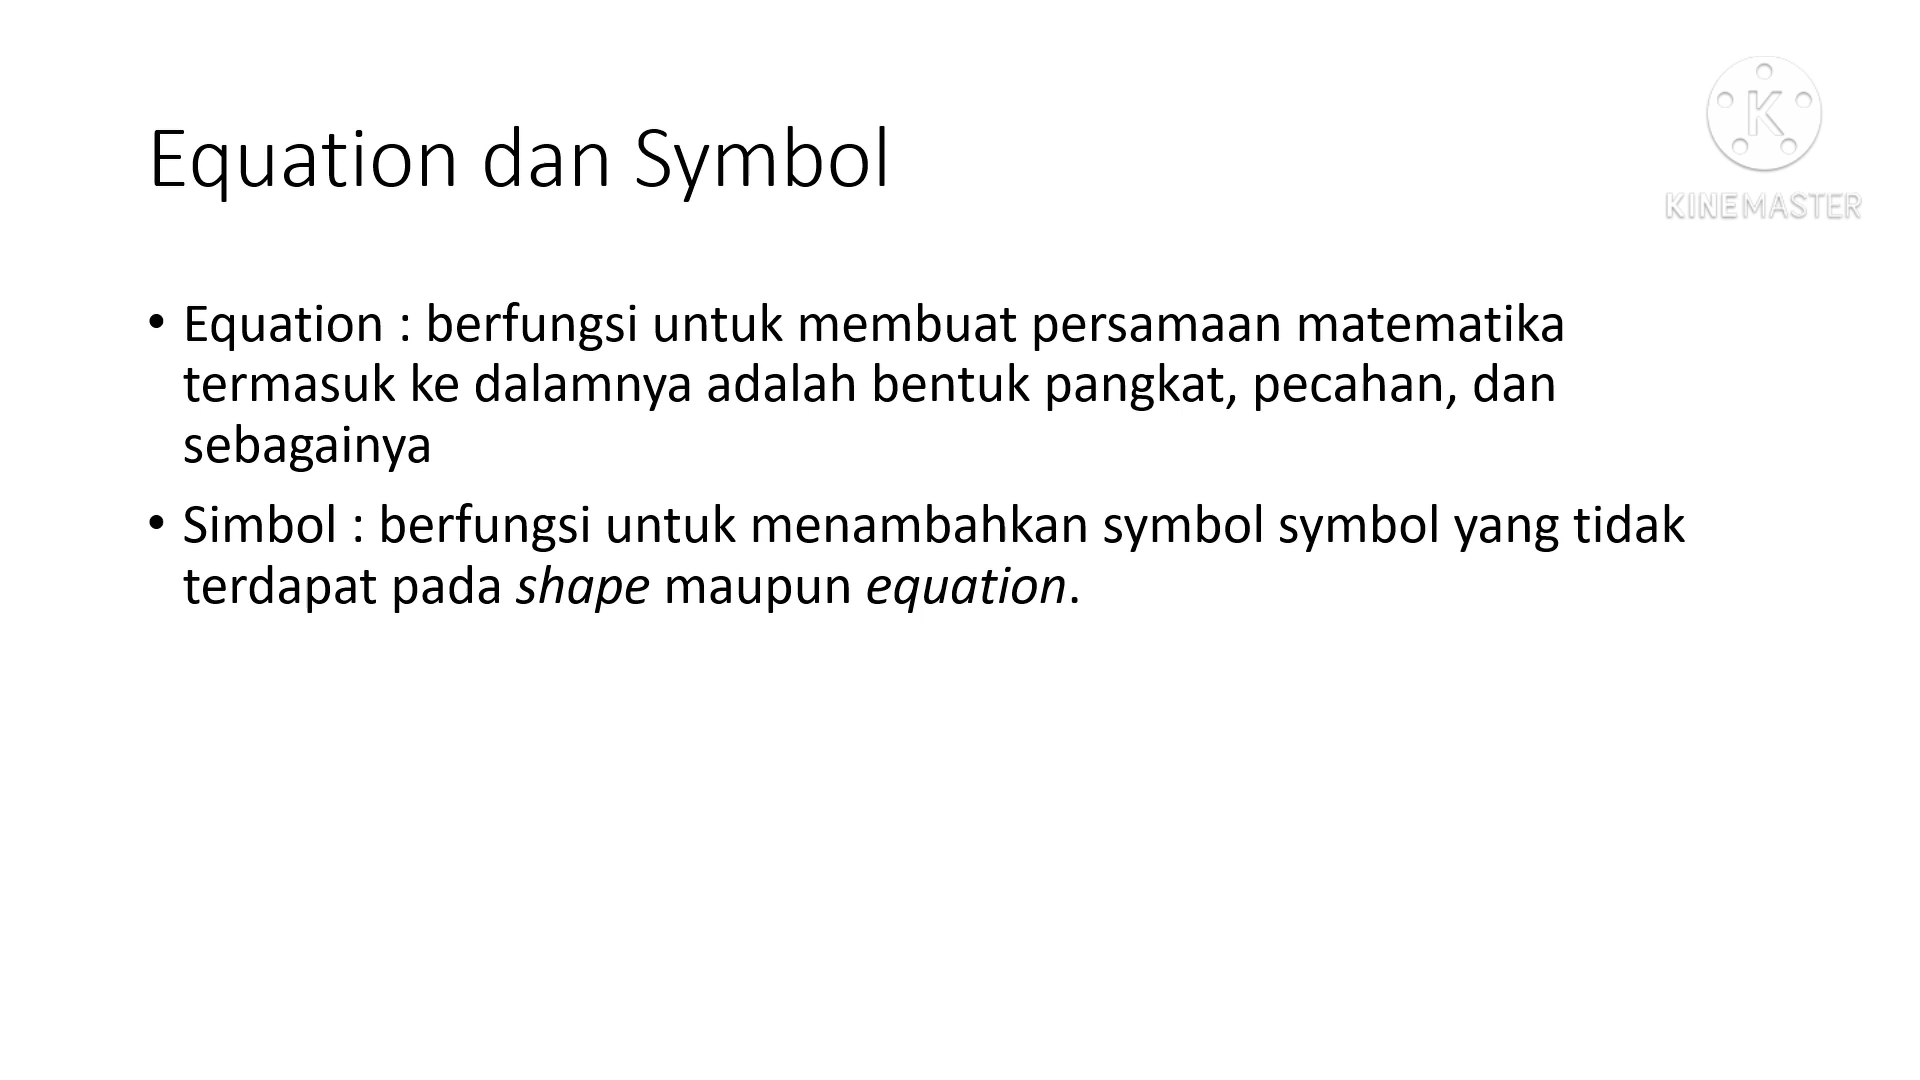 Equation dan Symbol
K
KINEMASTER
• Equation : berfungsi untuk membuat persamaan matematika
termasuk ke dalamnya adalah bentuk pangkat, pecahan, dan
sebagainya
• Simbol : berfungsi untuk menambahkan symbol symbol yang tidak
terdapat pada shape maupun equation.